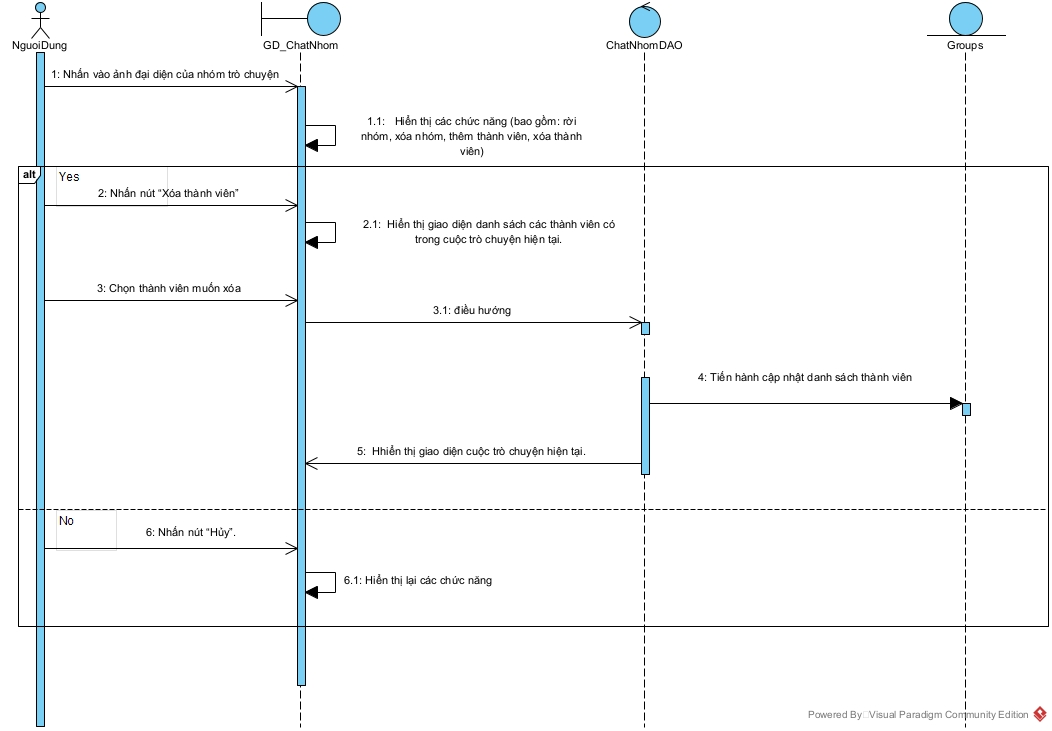 NguoiDung
GD_ChatNhom
ChatNhomDAO
Groups
1: Nhấn vào ảnh đại diện của nhóm trò chuyện
1.1: Hiển thị các chức năng (bao gồm: rời
nhóm, xóa nhóm, thêm thành viên, xóa thành
viên)
alt
Yes
2: Nhấn nút “Xóa thành viên”
2.1: Hiển thị giao diện danh sách các thành viên có
trong cuộc trò chuyện hiện tại.
3: Chọn thành viên muốn xóa
3.1: điều hướng
4: Tiến hành cập nhật danh sách thành viên
5: Hhiển thị giao diện cuộc trò chuyện hiện tại.
No
6: Nhấn nút “Hủy”.
6.1: Hiển thị lại các chức năng
Powered By Visual Paradigm Community Edition